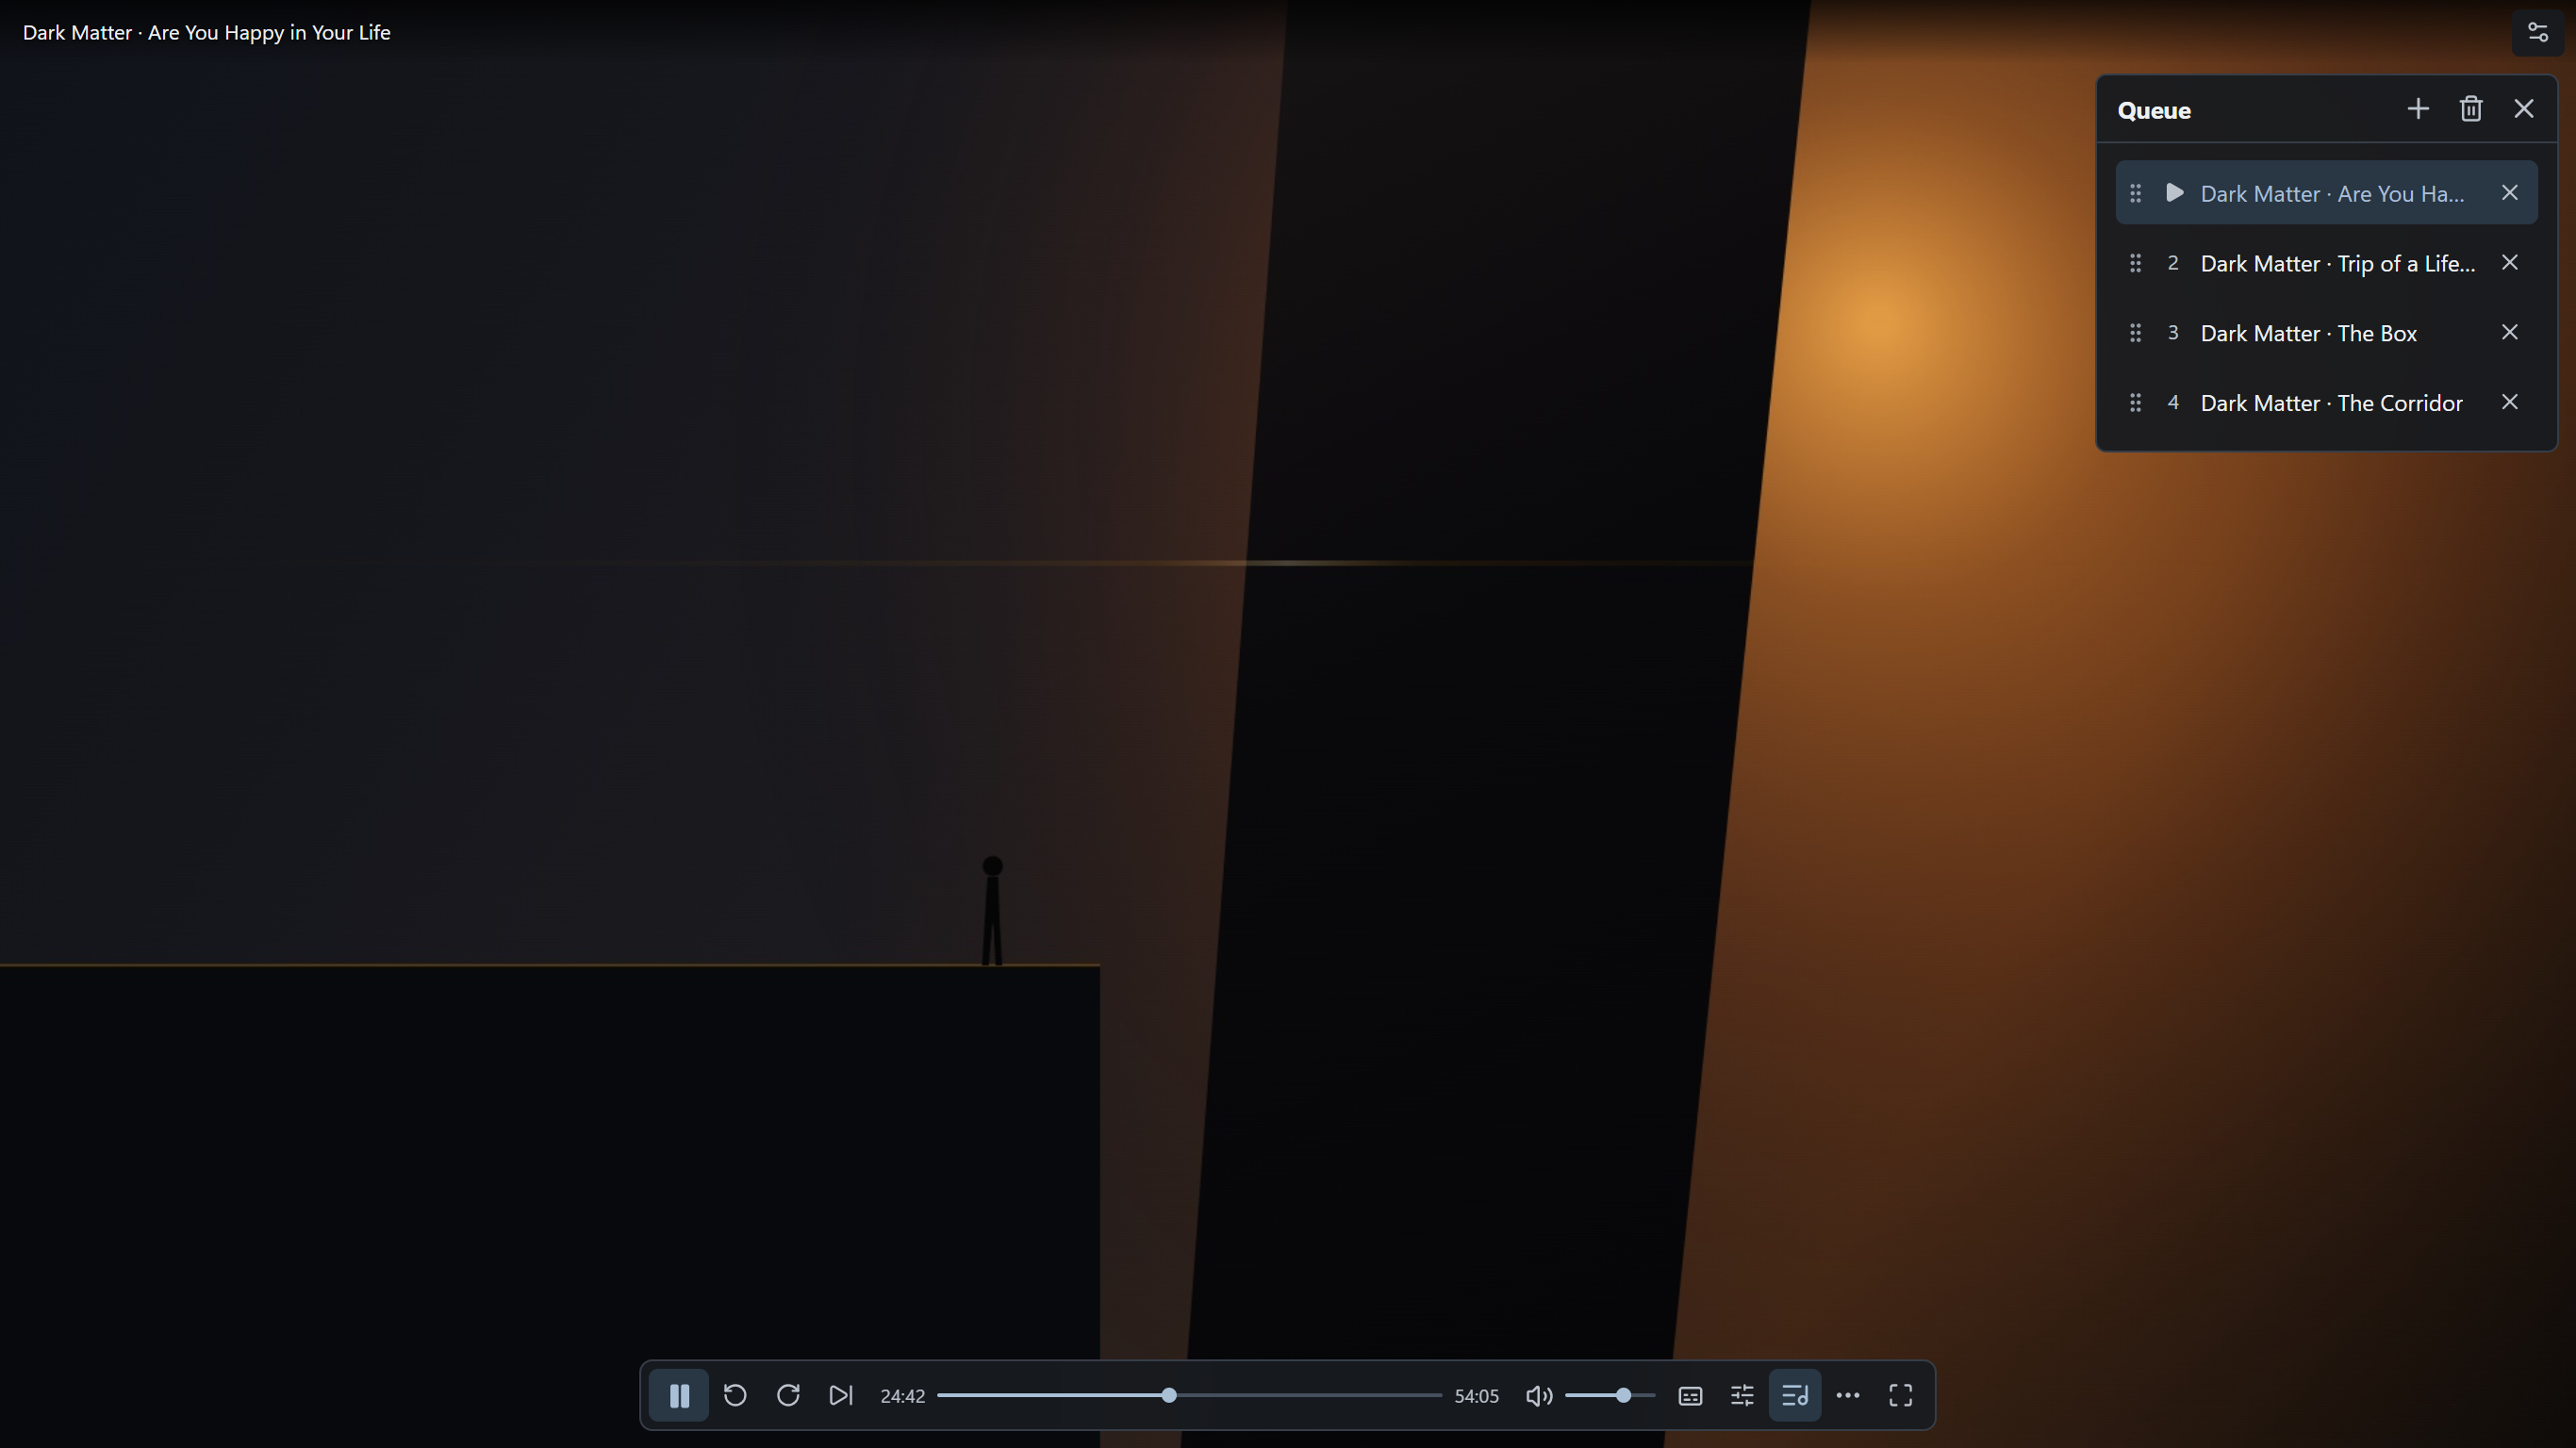 Dark Matter · Are You Happy in Your Life
Queue
Dark Matter · Are You Ha...
2 Dark Matter · Trip of a Life...
3 Dark Matter · The Box
4 Dark Matter · The Corridor
24:42 54:05